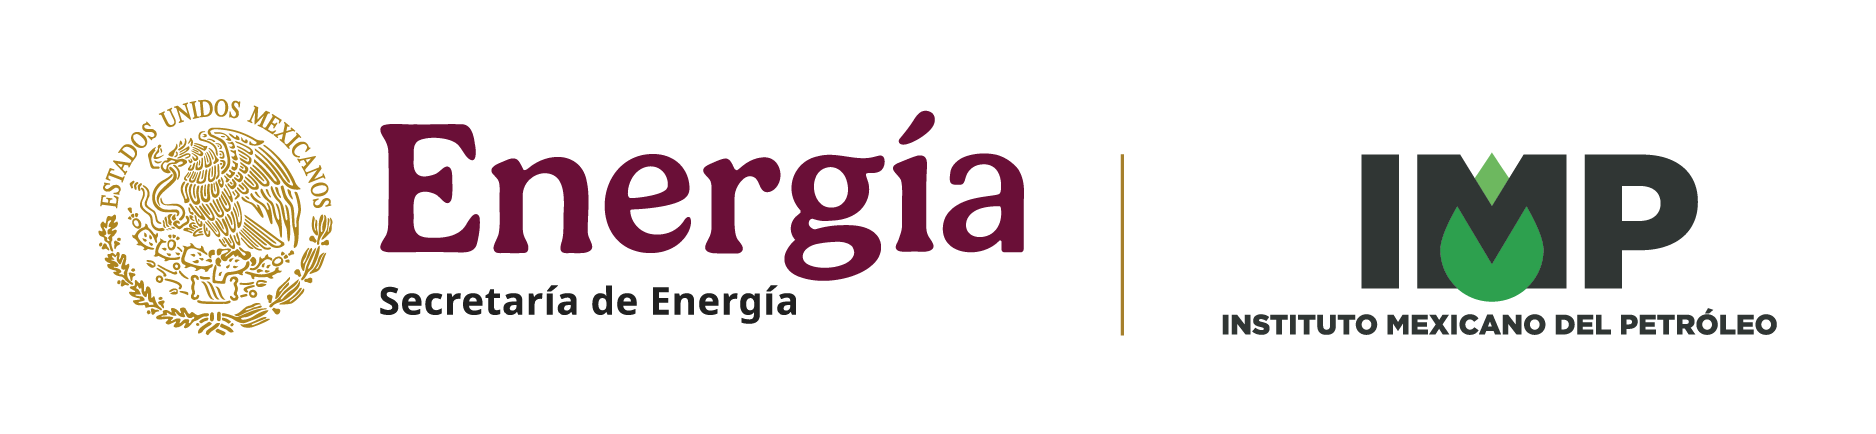 ESTADOS UNIDOS MEXICANOS
Energía
Secretaría de Energía
IMP
INSTITUTO MEXICANO DEL PETRÓLEO